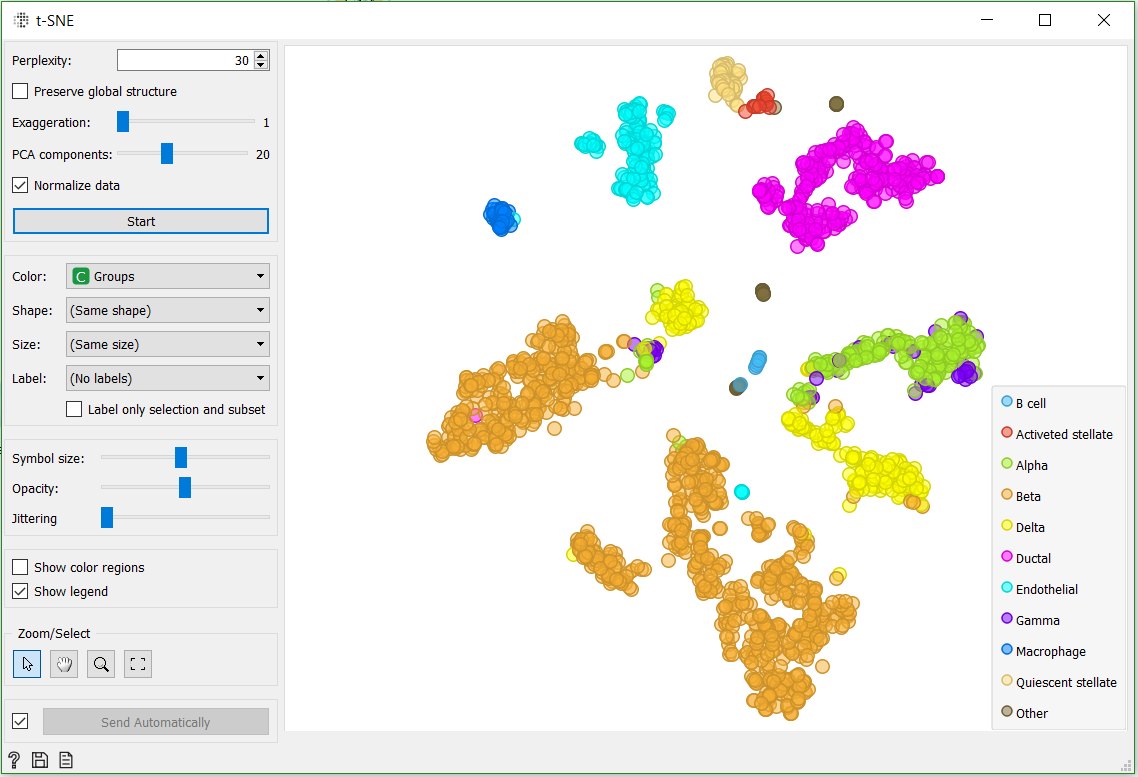 t-SNE
Perplexity: 30
Preserve global structure
Exaggeration: 1
PCA components: 20
Normalize data
Start
Color: C Groups
Shape: (Same shape)
Size: (Same size)
Label: (No labels)
Label only selection and subset
Symbol size:
Opacity:
Jittering
Show color regions
Show legend
Zoom/Select
Send Automatically
?
B cell
Activeted stellate
Alpha
Beta
Delta
Ductal
Endothelial
Gamma
Macrophage
Quiescent stellate
Other